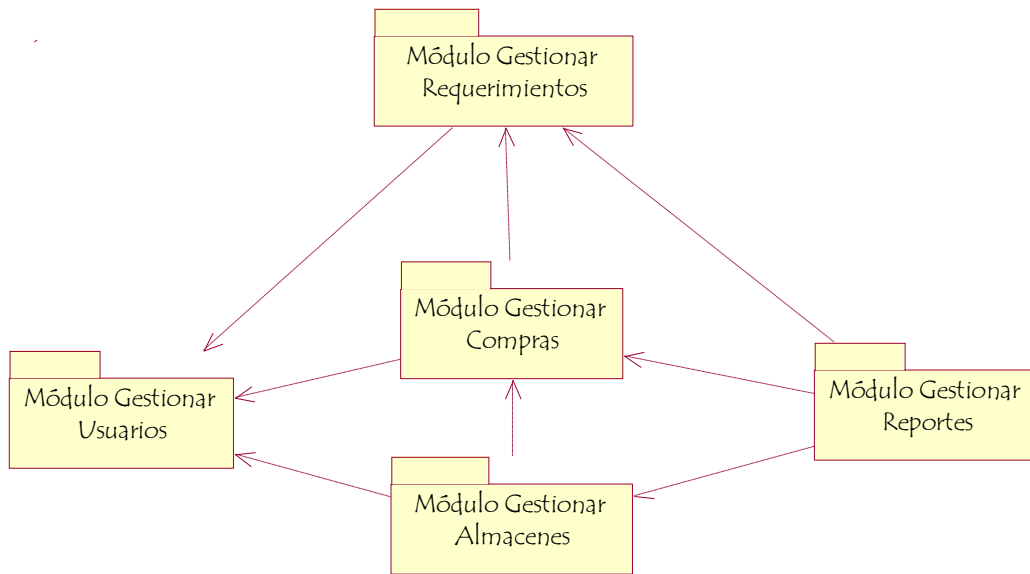 Módulo Gestionar
Requerimientos
Módulo Gestionar
Compras
Módulo Gestionar
Usuarios
Módulo Gestionar
Reportes
Módulo Gestionar
Almacenes